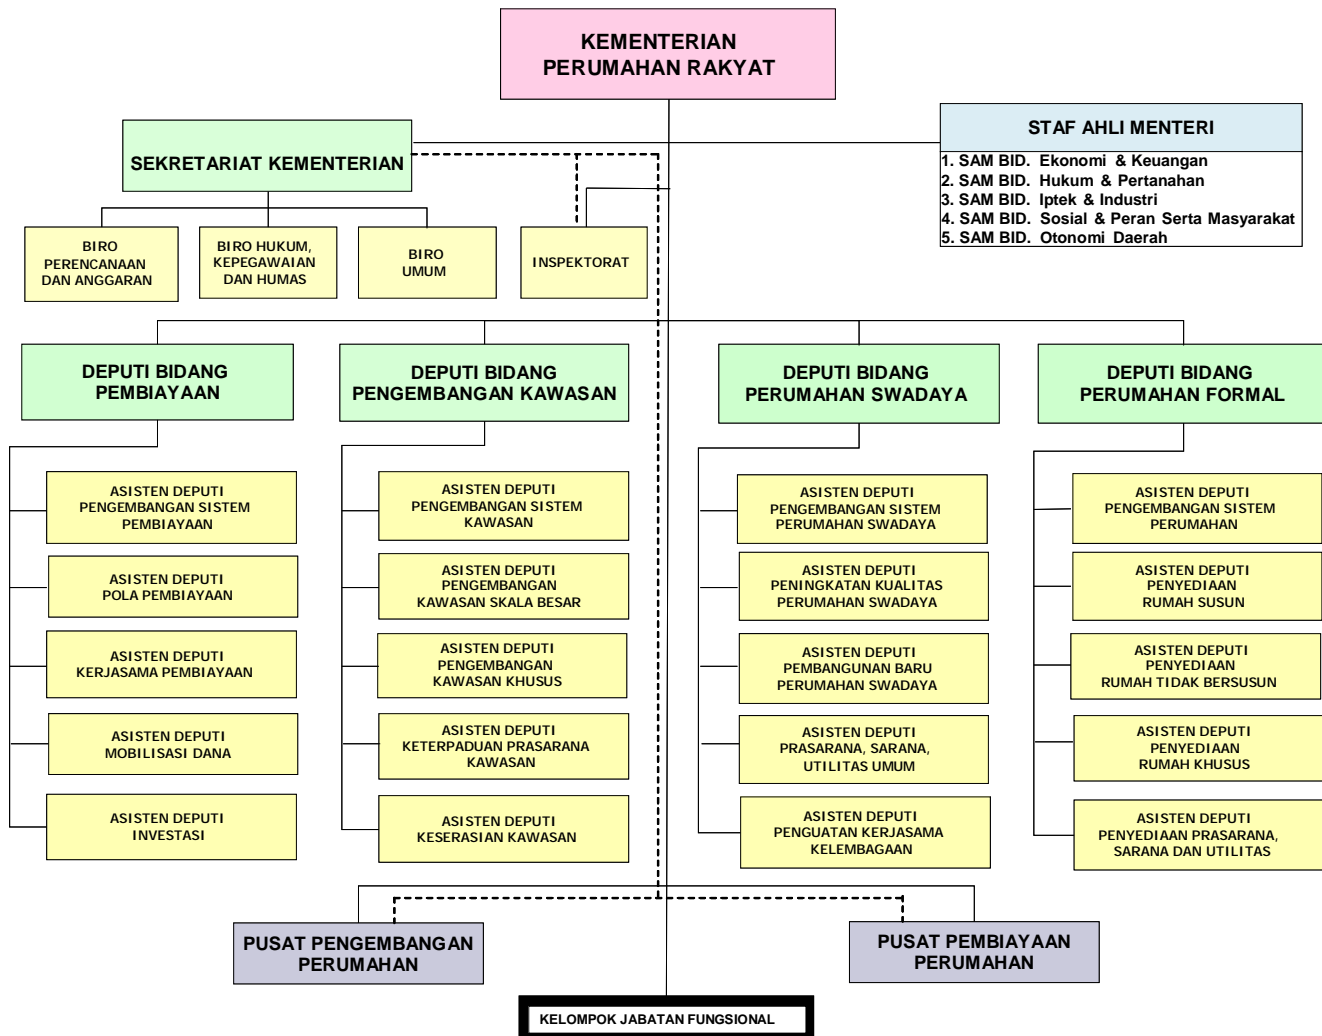 KEMENTERIAN
PERUMAHAN RAKYAT
SEKRETARIAT KEMENTERIAN
STAF AHLI MENTERI
1. SAM BID. Ekonomi & Keuangan
2. SAM BID. Hukum & Pertanahan
3. SAM BID. Iptek & Industri
4. SAM BID. Sosial & Peran Serta Masyarakat
5. SAM BID. Otonomi Daerah
BIRO
PERENCANAAN
DAN ANGGARAN
BIRO HUKUM,
KEPEGAWAIAN
DAN HUMAS
BIRO
UMUM
INSPEKTORAT
DEPUTI BIDANG
PEMBIAYAAN
DEPUTI BIDANG
PENGEMBANGAN KAWASAN
DEPUTI BIDANG
PERUMAHAN SWADAYA
DEPUTI BIDANG
PERUMAHAN FORMAL
ASISTEN DEPUTI
PENGEMBANGAN SISTEM
PEMBIAYAAN
ASISTEN DEPUTI
POLA PEMBIAYAAN
ASISTEN DEPUTI
KERJASAMA PEMBIAYAAN
ASISTEN DEPUTI
MOBILISASI DANA
ASISTEN DEPUTI
INVESTASI
ASISTEN DEPUTI
PENGEMBANGAN SISTEM
KAWASAN
ASISTEN DEPUTI
PENGEMBANGAN
KAWASAN SKALA BESAR
ASISTEN DEPUTI
PENGEMBANGAN
KAWASAN KHUSUS
ASISTEN DEPUTI
KETERPADUAN PRASARANA
KAWASAN
ASISTEN DEPUTI
KESERASIAN KAWASAN
ASISTEN DEPUTI
PENGEMBANGAN SISTEM
PERUMAHAN SWADAYA
ASISTEN DEPUTI
PENINGKATAN KUALITAS
PERUMAHAN SWADAYA
ASISTEN DEPUTI
PEMBANGUNAN BARU
PERUMAHAN SWADAYA
ASISTEN DEPUTI
PRASARANA, SARANA,
UTILITAS UMUM
ASISTEN DEPUTI
PENGUATAN KERJASAMA
KELEMBAGAAN
ASISTEN DEPUTI
PENGEMBANGAN SISTEM
PERUMAHAN
ASISTEN DEPUTI
PENYEDIAAN
RUMAH SUSUN
ASISTEN DEPUTI
PENYEDIAAN
RUMAH TIDAK BERSUSUN
ASISTEN DEPUTI
PENYEDIAAN
RUMAH KHUSUS
ASISTEN DEPUTI
PENYEDIAAN PRASARANA,
SARANA DAN UTILITAS
PUSAT PENGEMBANGAN
PERUMAHAN
PUSAT PEMBIAYAAN
PERUMAHAN
KELOMPOK JABATAN FUNGSIONAL